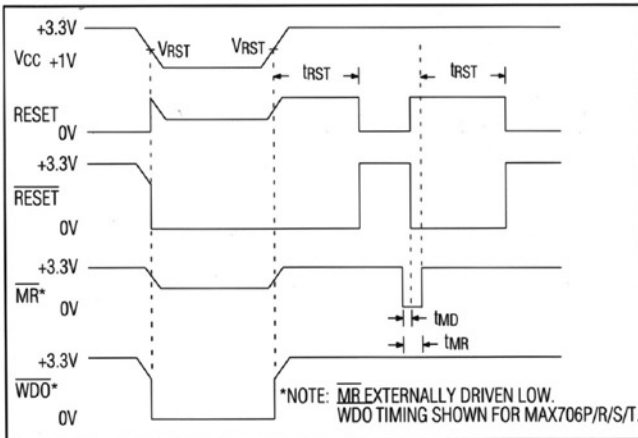 +3.3V
VRST VRST
VCC +1V
tRST tRST
RESET
0V
+3.3V
RESET
0V
+3.3V
MR*
0V
tMD
tMR
+3.3V
WDO*
0V
*NOTE: MR EXTERNALLY DRIVEN LOW.
WDO TIMING SHOWN FOR MAX706P/R/S/T.